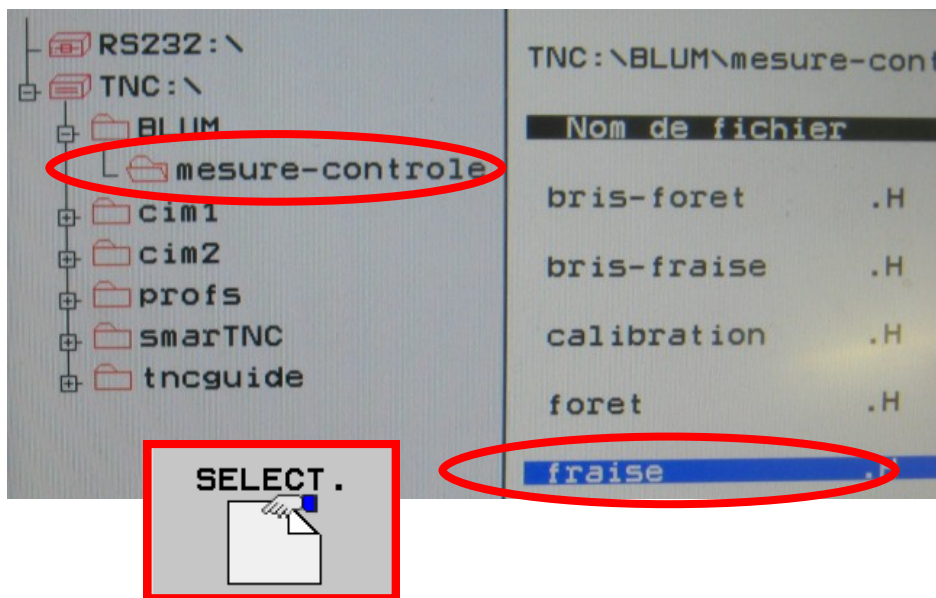 RS232:\
TNC:\
BLUM
mesure-controle
cim1
cim2
profs
smarTNC
tncguide
TNC:\BLUM\mesure-cont
Nom de fichier
bris-foret .H
bris-fraise .H
calibration .H
foret .H
fraise .H
SELECT.